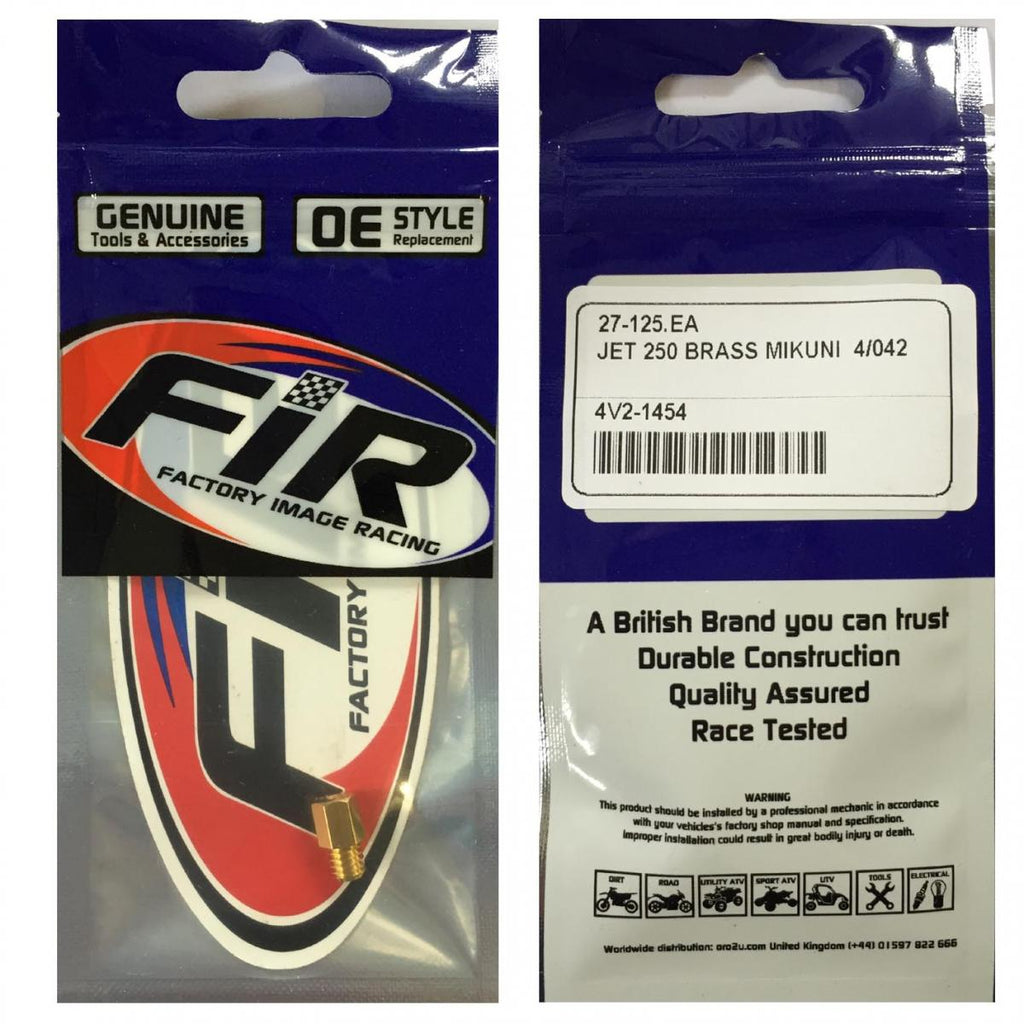 GENUINE
Tools & Accessories
OE STYLE
Replacement
FiR
FACTORY IMAGE RACING
FACTORY
27-125.EA
JET 250 BRASS MIKUNI 4/042
4V2-1454
A British Brand you can trust
Durable Construction
Quality Assured
Race Tested
WARNING
This product should be installed by a professional mechanic in accordance
with your vehicles's factory shop manual and specification.
Improper installation could result in great bodily injury or death.
DIRT ROAD UTILITY ATV SPORT ATV UTV TOOLS ELECTRICAL
Worldwide distribution: oro2u.com United Kingdom (+44) 01597 822 666